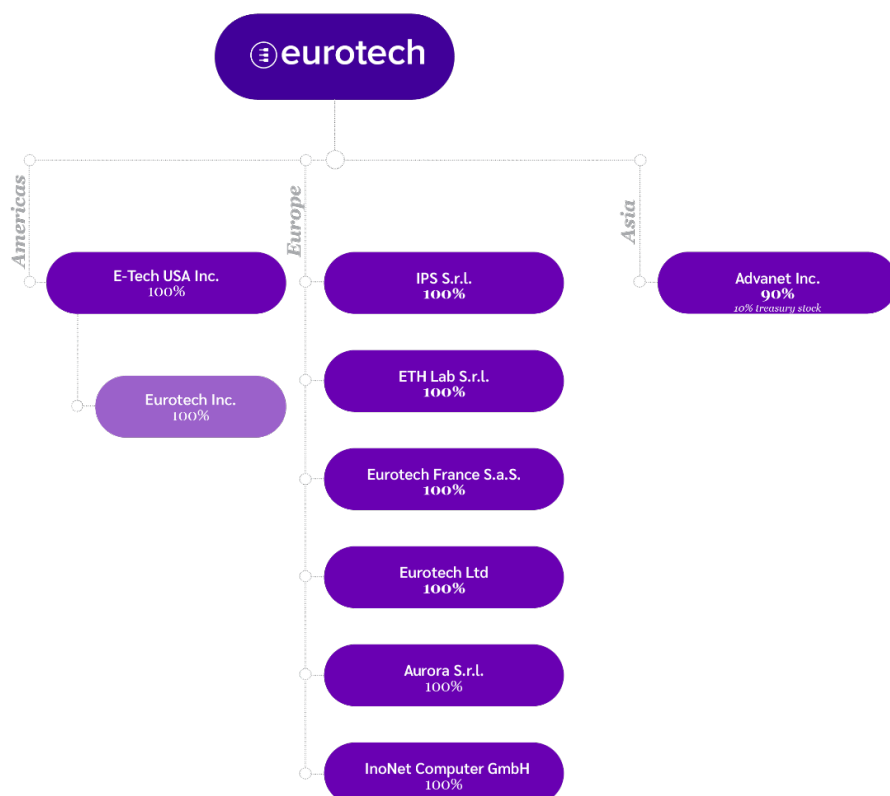 eurotech
Americas
E-Tech USA Inc.
100%
Eurotech Inc.
100%
Europe
IPS S.r.l.
100%
ETH Lab S.r.l.
100%
Eurotech France S.a.S.
100%
Eurotech Ltd
100%
Aurora S.r.l.
100%
InoNet Computer GmbH
100%
Asia
Advanet Inc.
90%
10% treasury stock